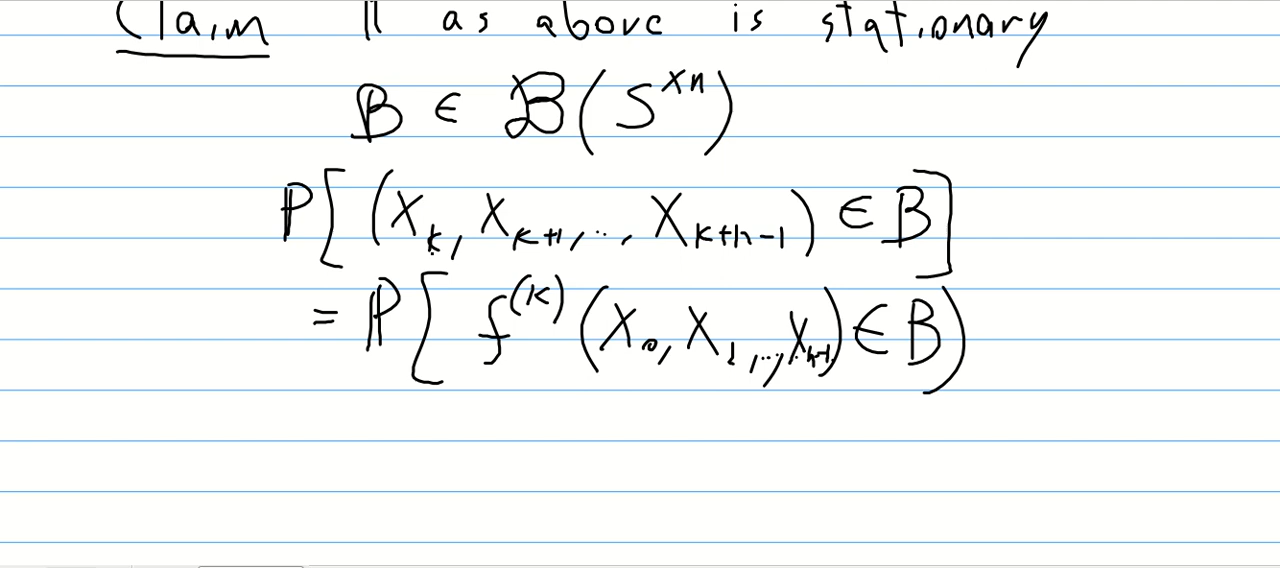 Claim ℙ as above is stationary
B ∈ ℬ(S^{×n})
ℙ[(X_k, X_{k+1}, .., X_{k+n-1}) ∈ B]
= ℙ[f^{(k)}(X_0, X_1, ..., X_{n-1}) ∈ B)